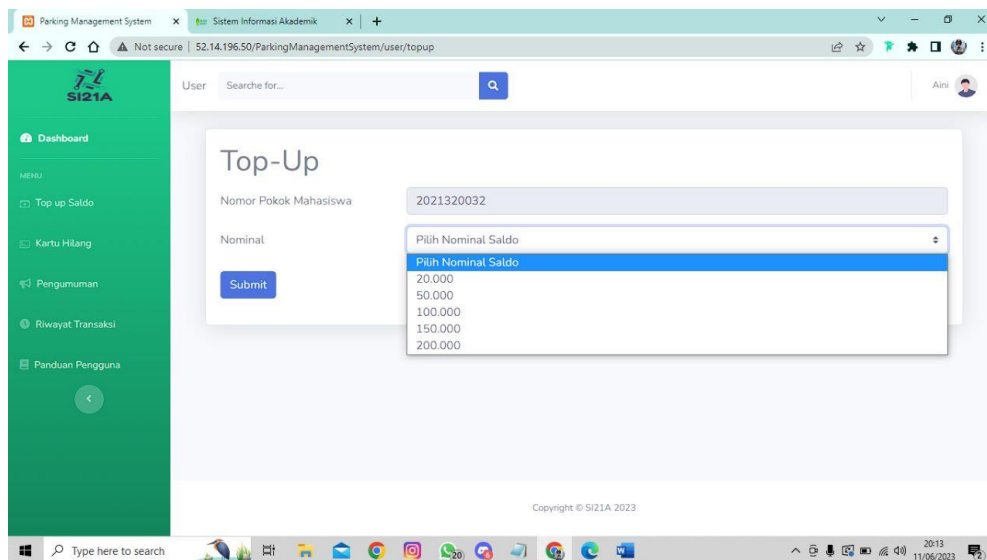 Parking Management System
Sistem Informasi Akademik
Not secure | 52.14.196.50/ParkingManagementSystem/user/topup
SI21A
User
Searche for...
Aini
Dashboard
MENU
Top up Saldo
Kartu Hilang
Pengumuman
Riwayat Transaksi
Panduan Pengguna
Top-Up
Nomor Pokok Mahasiswa
2021320032
Nominal
Pilih Nominal Saldo
Pilih Nominal Saldo
20.000
50.000
100.000
150.000
200.000
Submit
Copyright © SI21A 2023
Type here to search
20
20:13
11/06/2023
2